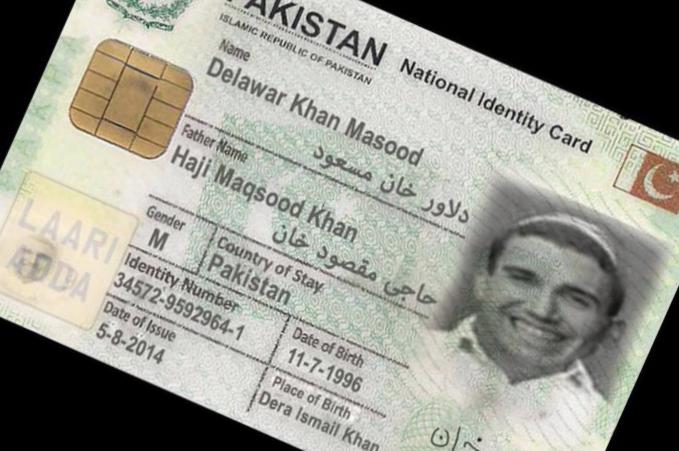 PAKISTAN National Identity Card
ISLAMIC REPUBLIC OF PAKISTAN
Name
Delawar Khan Masood
دلاور خان مسعود
Father Name
Haji Maqsood Khan
حاجی مقصود خان
Gender
M
Country of Stay
Pakistan
Identity Number
34572-9592964-1
Date of Birth
11-7-1996
Date of Issue
5-8-2014
Place of Birth
Dera Ismail Khan
LAARI
ADDA